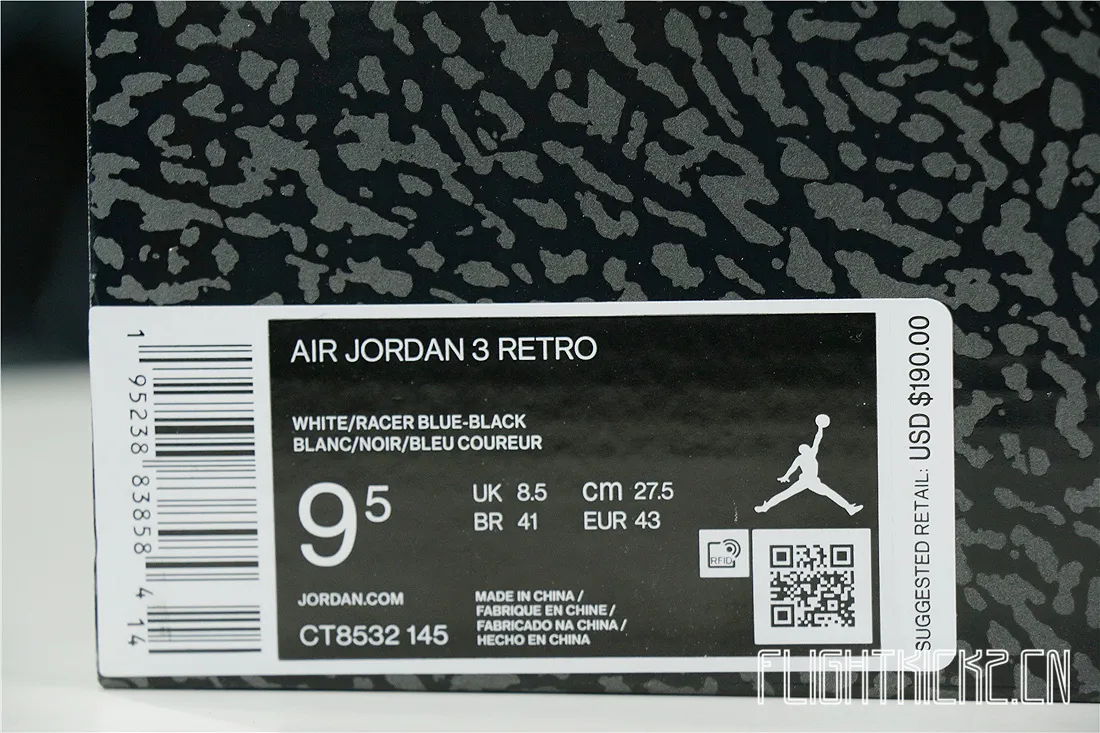 AIR JORDAN 3 RETRO
WHITE/RACER BLUE-BLACK
BLANC/NOIR/BLEU COUREUR
9 5
UK 8.5 cm 27.5
BR 41 EUR 43
RFID
JORDAN.COM
CT8532 145
MADE IN CHINA /
FABRIQUE EN CHINE /
FABRICADO NA CHINA /
HECHO EN CHINA
1 95238 83858 4 14
SUGGESTED RETAIL: USD $190.00
FLIGHTKICKZ.CN